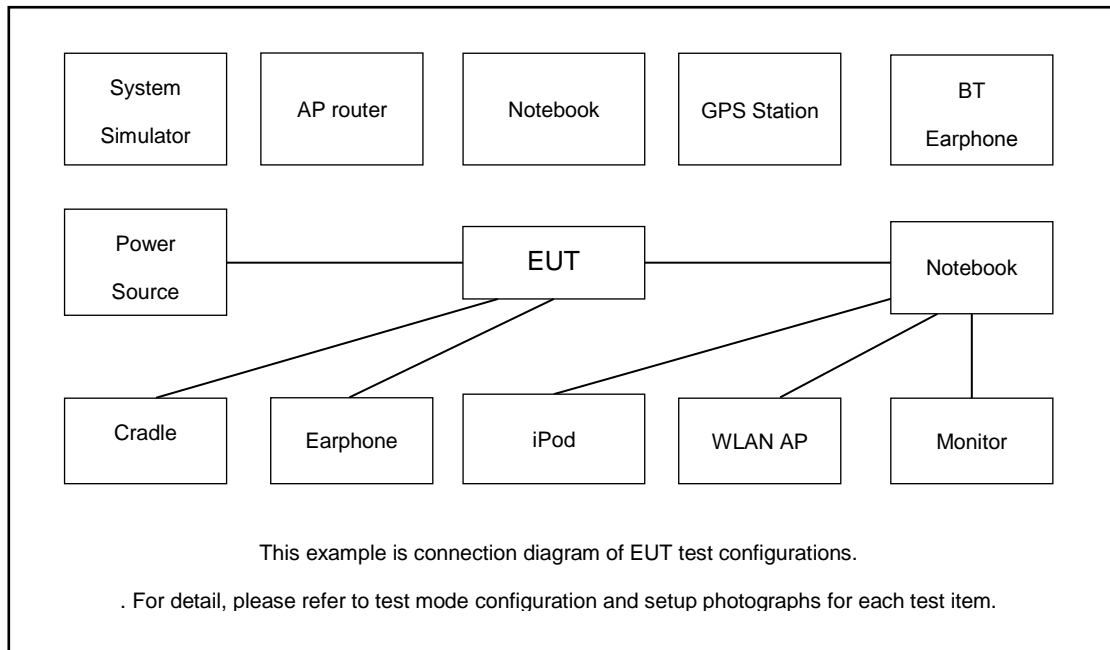 System
Simulator
AP router
Notebook
GPS Station
BT
Earphone
Power
Source
EUT
Notebook
Cradle
Earphone
iPod
WLAN AP
Monitor
This example is connection diagram of EUT test configurations.
. For detail, please refer to test mode configuration and setup photographs for each test item.